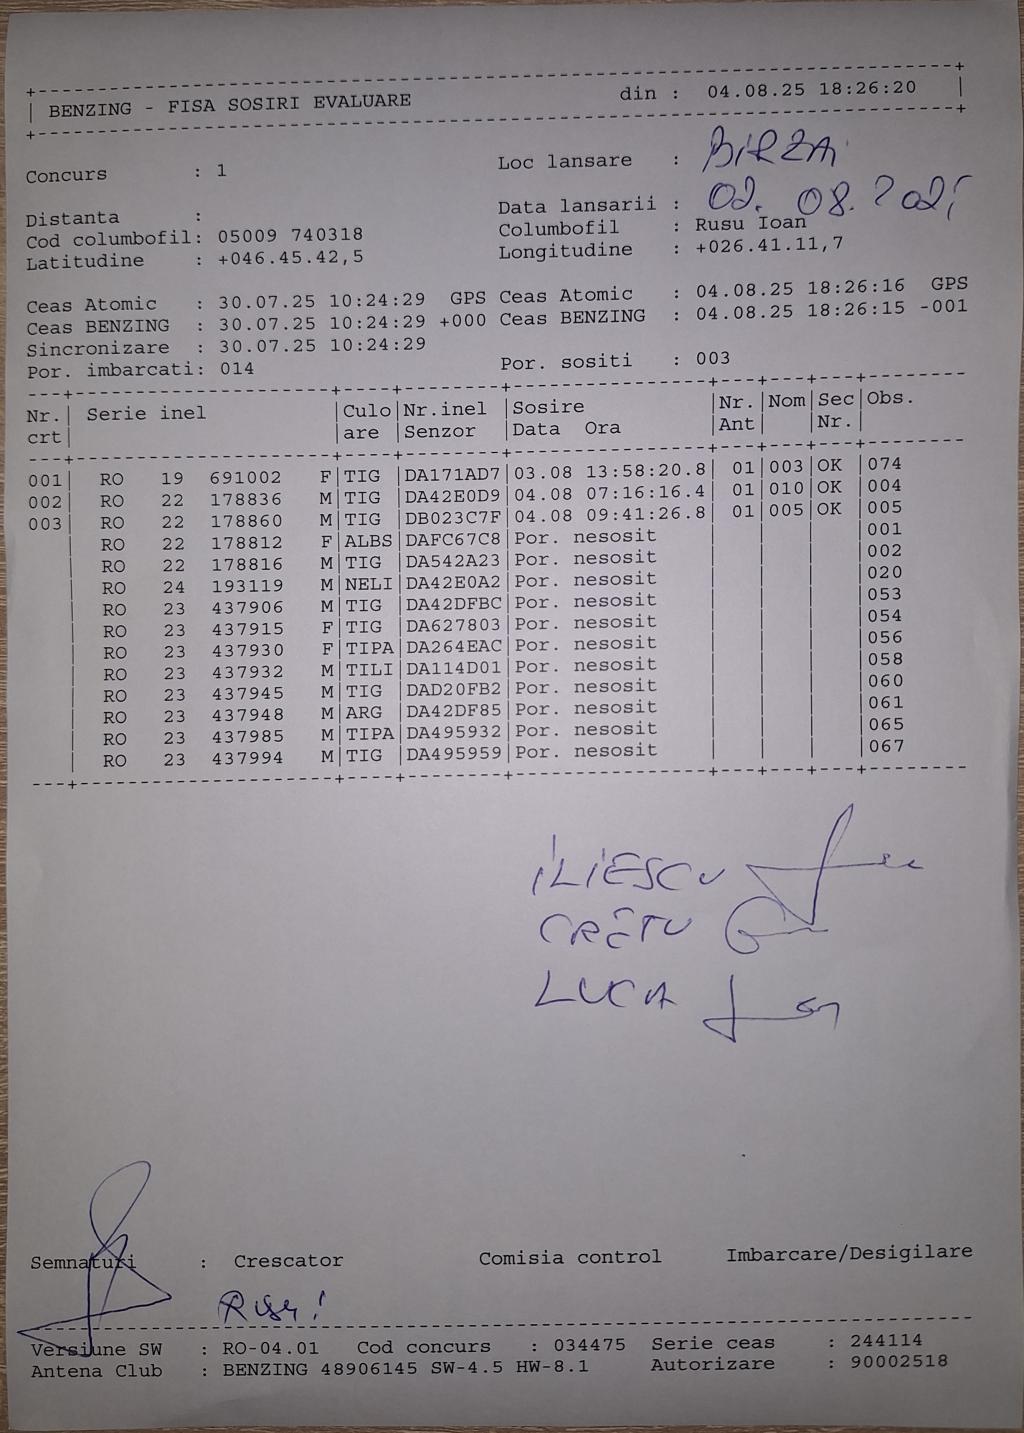 BENZING - FISA SOSIRI EVALUARE din : 04.08.25 18:26:20
Concurs : 1 Loc lansare : BIRZAI
Distanta : Data lansarii : 02. 08. 2025
Cod columbofil: 05009 740318 Columbofil : Rusu Ioan
Latitudine : +046.45.42,5 Longitudine : +026.41.11,7
Ceas Atomic : 30.07.25 10:24:29 GPS Ceas Atomic : 04.08.25 18:26:16 GPS
Ceas BENZING : 30.07.25 10:24:29 +000 Ceas BENZING : 04.08.25 18:26:15 -001
Sincronizare : 30.07.25 10:24:29
Por. imbarcati: 014 Por. sositi : 003
Nr.| Serie inel |Culo|Nr.inel |Sosire |Nr.|Nom|Sec|Obs.
crt| |are |Senzor |Data Ora |Ant| |Nr.|
001| RO 19 691002 F|TIG |DA171AD7|03.08 13:58:20.8| 01|003|OK |074
002| RO 22 178836 M|TIG |DA42E0D9|04.08 07:16:16.4| 01|010|OK |004
003| RO 22 178860 M|TIG |DB023C7F|04.08 09:41:26.8| 01|005|OK |005
| RO 22 178812 F|ALBS|DAFC67C8|Por. nesosit | | | |001
| RO 22 178816 M|TIG |DA542A23|Por. nesosit | | | |002
| RO 24 193119 M|NELI|DA42E0A2|Por. nesosit | | | |020
| RO 23 437906 M|TIG |DA42DFBC|Por. nesosit | | | |053
| RO 23 437915 F|TIG |DA627803|Por. nesosit | | | |054
| RO 23 437930 F|TIPA|DA264EAC|Por. nesosit | | | |056
| RO 23 437932 M|TILI|DA114D01|Por. nesosit | | | |058
| RO 23 437945 M|TIG |DAD20FB2|Por. nesosit | | | |060
| RO 23 437948 M|ARG |DA42DF85|Por. nesosit | | | |061
| RO 23 437985 M|TIPA|DA495932|Por. nesosit | | | |065
| RO 23 437994 M|TIG |DA495959|Por. nesosit | | | |067
ILIESCU
CRETU
LUCA
Semnaturi : Crescator Comisia control Imbarcare/Desigilare
Versiune SW : RO-04.01 Cod concurs : 034475 Serie ceas : 244114
Antena Club : BENZING 48906145 SW-4.5 HW-8.1 Autorizare : 90002518